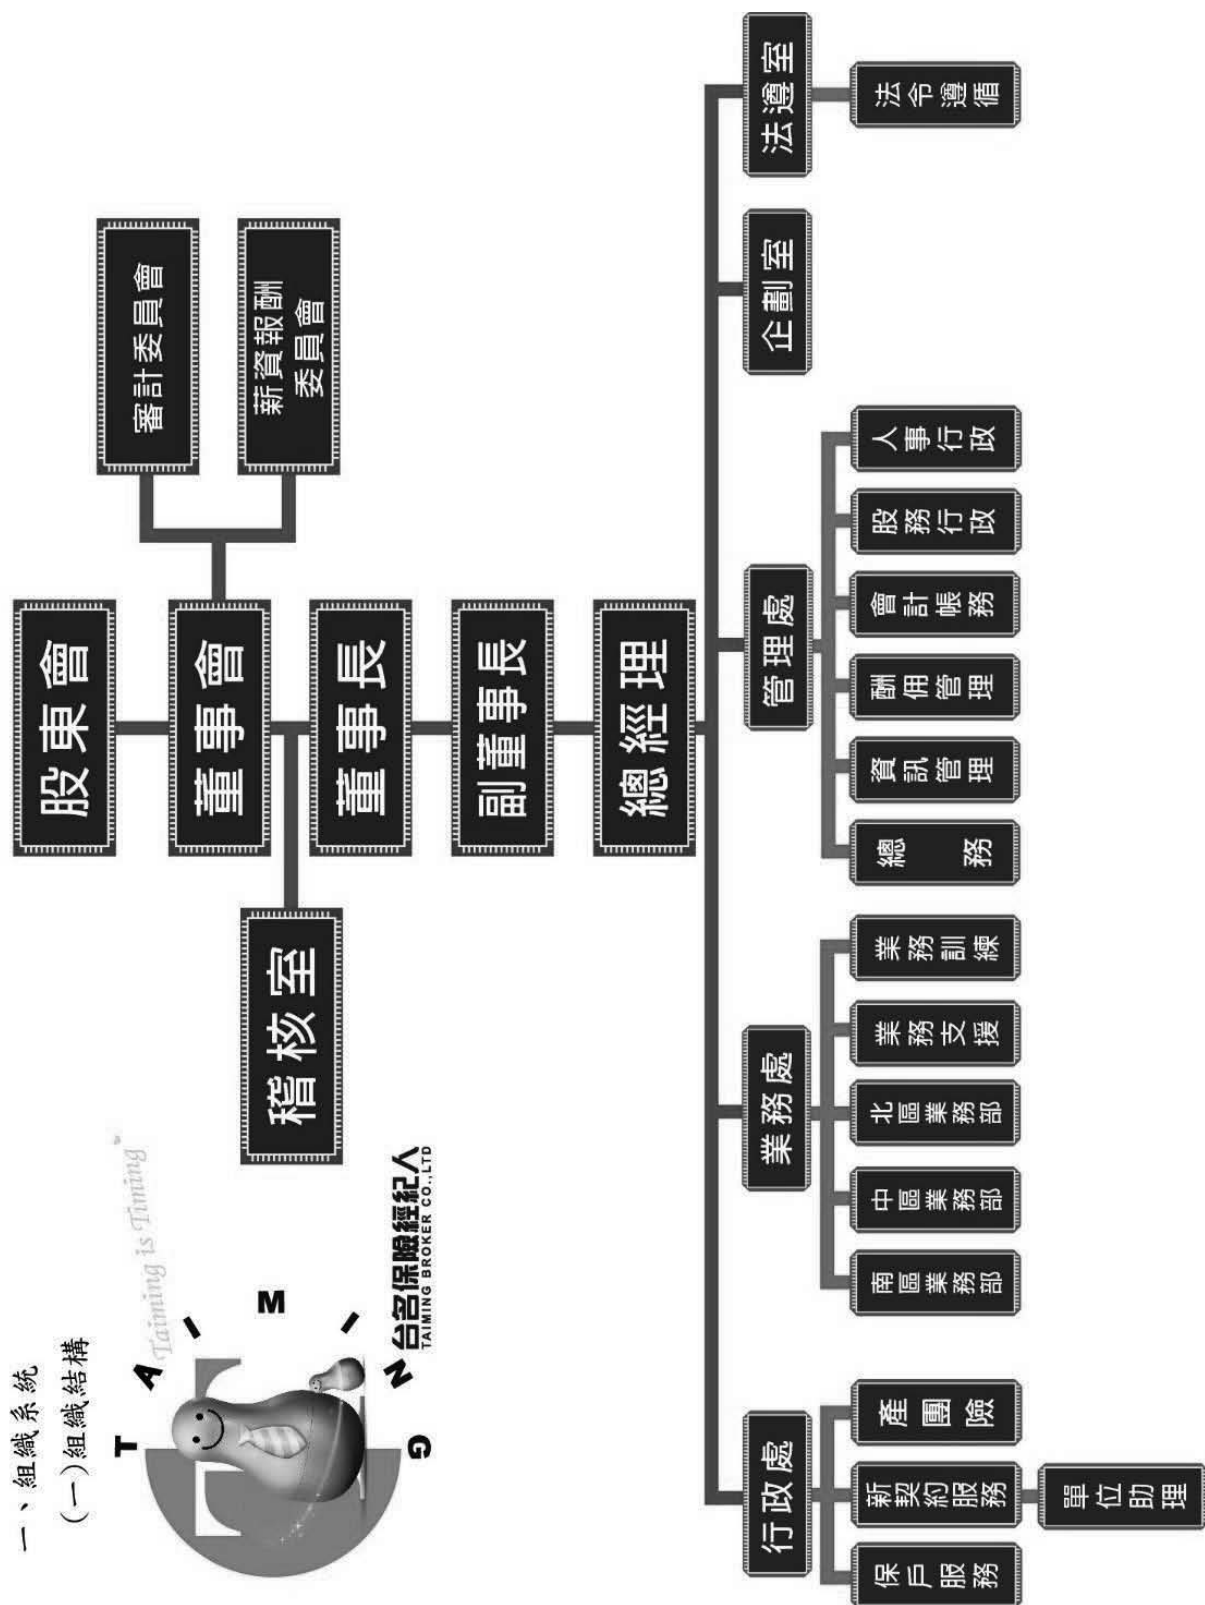 一、組織系統
(一)組織結構
Taiming is Timing
T
A
I
M
I
N
G
台名保險經紀人
TAIMING BROKER CO.,LTD
股東會
董事會
審計委員會
薪資報酬
委員會
稽核室
董事長
副董事長
總經理
行政處
業務處
管理處
企劃室
法遵室
保戶服務
新契約服務
產團險
南區業務部
中區業務部
北區業務部
業務支援
業務訓練
總務
資訊管理
酬佣管理
會計帳務
股務行政
人事行政
法令遵循
單位助理